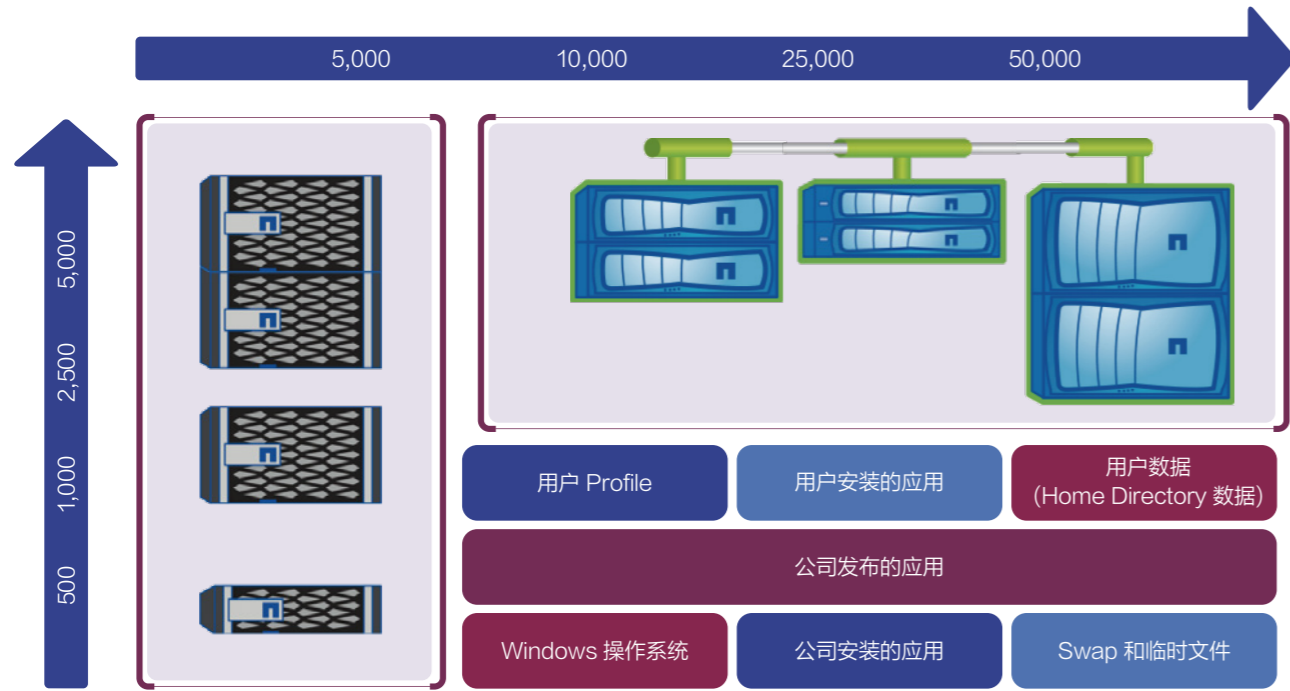 5,000
10,000
25,000
50,000
5,000
2,500
1,000
500
用户 Profile
用户安装的应用
用户数据
(Home Directory 数据)
公司发布的应用
Windows 操作系统
公司安装的应用
Swap 和临时文件